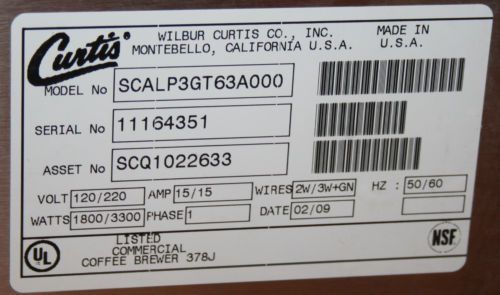 Curtis
WILBUR CURTIS CO., INC.
MONTEBELLO, CALIFORNIA U.S.A.
MADE IN
U.S.A.
MODEL No SCALP3GT63A000
SERIAL No 11164351
ASSET No SCQ1022633
VOLT 120/220 AMP 15/15 WIRES 2W/3W+GN HZ : 50/60
WATTS 1800/3300 PHASE 1 DATE 02/09
UL
LISTED
COMMERCIAL
COFFEE BREWER 378J
NSF